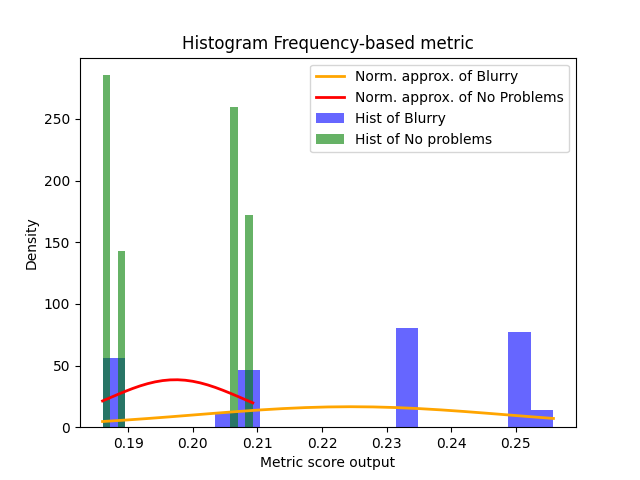 Histogram Frequency-based metric
Norm. approx. of Blurry
Norm. approx. of No Problems
Hist of Blurry
Hist of No problems
Density
250
200
150
100
50
0
0.19 0.20 0.21 0.22 0.23 0.24 0.25
Metric score output